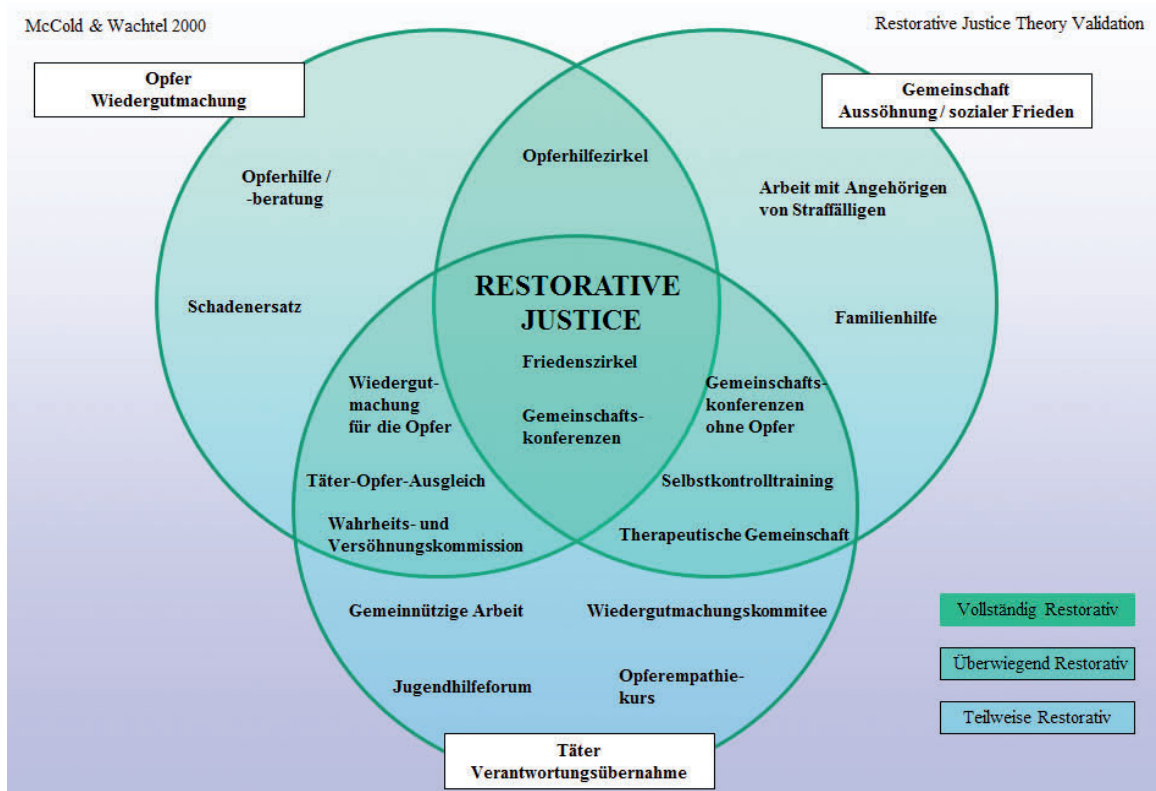 McCold & Wachtel 2000
Restorative Justice Theory Validation
Opfer
Wiedergutmachung
Gemeinschaft
Aussöhnung / sozialer Frieden
Opferhilfezirkel
Opferhilfe /
-beratung
Arbeit mit Angehörigen
von Straffälligen
Schadenersatz
RESTORATIVE
JUSTICE
Familienhilfe
Friedenszirkel
Wiedergut-
machung
für die Opfer
Gemeinschafts-
konferenzen
Gemeinschafts-
konferenzen
ohne Opfer
Täter-Opfer-Ausgleich
Selbstkontrolltraining
Wahrheits- und
Versöhnungskommission
Therapeutische Gemeinschaft
Gemeinnützige Arbeit
Wiedergutmachungskommitee
Jugendhilfeforum
Opferempathie-
kurs
Vollständig Restorativ
Überwiegend Restorativ
Teilweise Restorativ
Täter
Verantwortungsübernahme